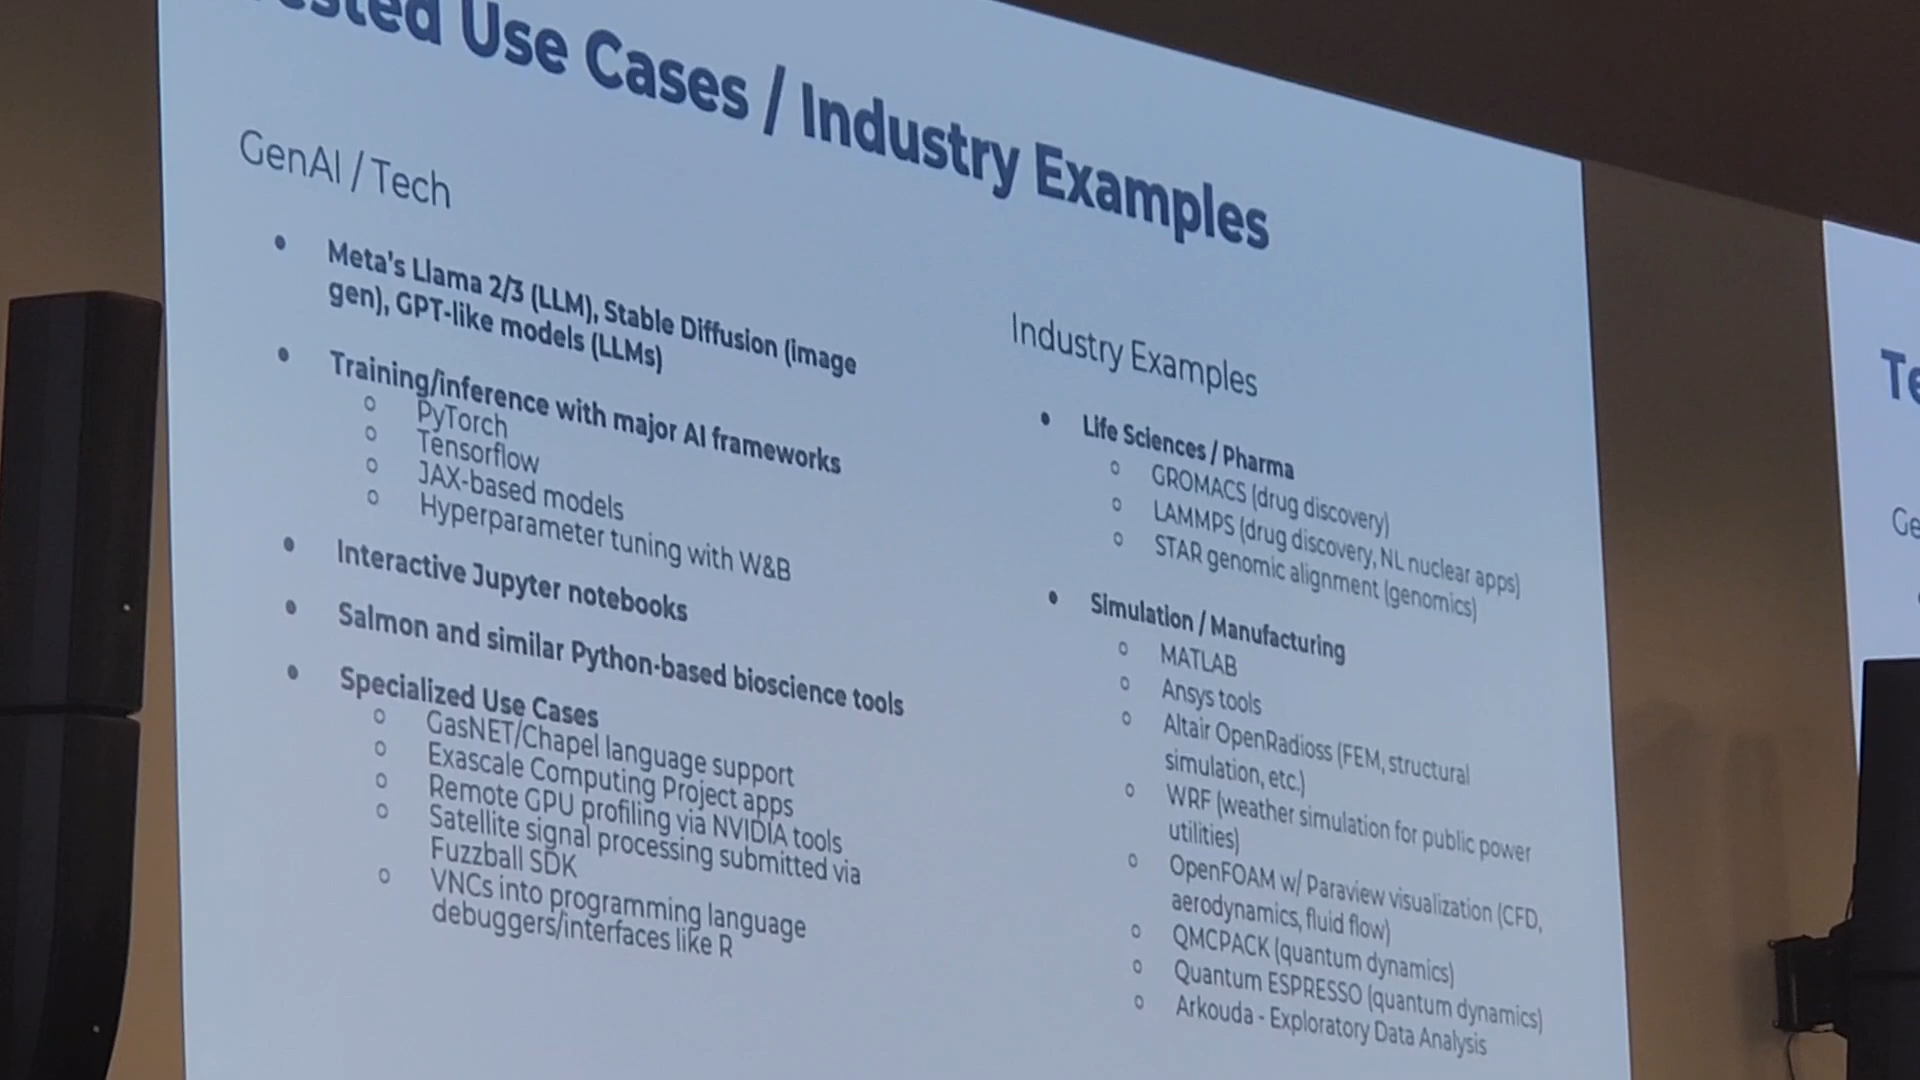 Use Cases / Industry Examples
GenAI / Tech
Meta's Llama 2/3 (LLM), Stable Diffusion (image
gen), GPT-like models (LLMs)
Training/inference with major AI frameworks
PyTorch
Tensorflow
JAX-based models
Hyperparameter tuning with W&B
Interactive Jupyter notebooks
Salmon and similar Python-based bioscience tools
Specialized Use Cases
GasNET/Chapel language support
Exascale Computing Project apps
Remote GPU profiling via NVIDIA tools
Satellite signal processing submitted via
Fuzzball SDK
VNCs into programming language
debuggers/interfaces like R
Industry Examples
Life Sciences / Pharma
GROMACS (drug discovery)
LAMMPS (drug discovery, NL nuclear apps)
STAR genomic alignment (genomics)
Simulation / Manufacturing
MATLAB
Ansys tools
Altair OpenRadioss (FEM, structural
simulation, etc.)
WRF (weather simulation for public power
utilities)
OpenFOAM w/ Paraview visualization (CFD,
aerodynamics, fluid flow)
QMCPACK (quantum dynamics)
Quantum ESPRESSO (quantum dynamics)
Arkouda - Exploratory Data Analysis
Te
Ge